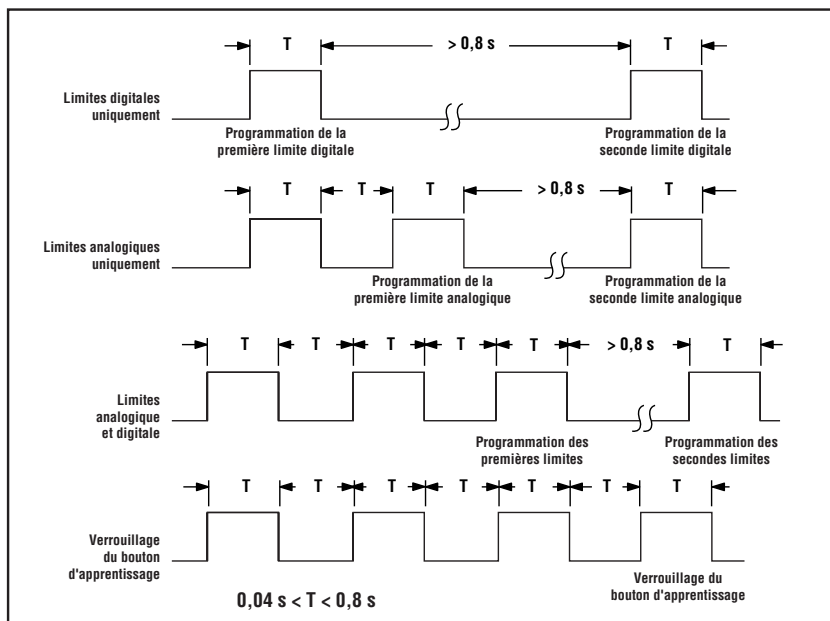 T > 0,8 s T
Limites digitales
uniquement
Programmation de la
première limite digitale
Programmation de la
seconde limite digitale
T T T > 0,8 s T
Limites analogiques
uniquement
Programmation de la
première limite analogique
Programmation de la
seconde limite analogique
T T T T T > 0,8 s T
Limites
analogique
et digitale
Programmation des
premières limites
Programmation des
secondes limites
T T T T T T T
Verrouillage
du bouton
d'apprentissage
Verrouillage du
bouton d'apprentissage
0,04 s < T < 0,8 s